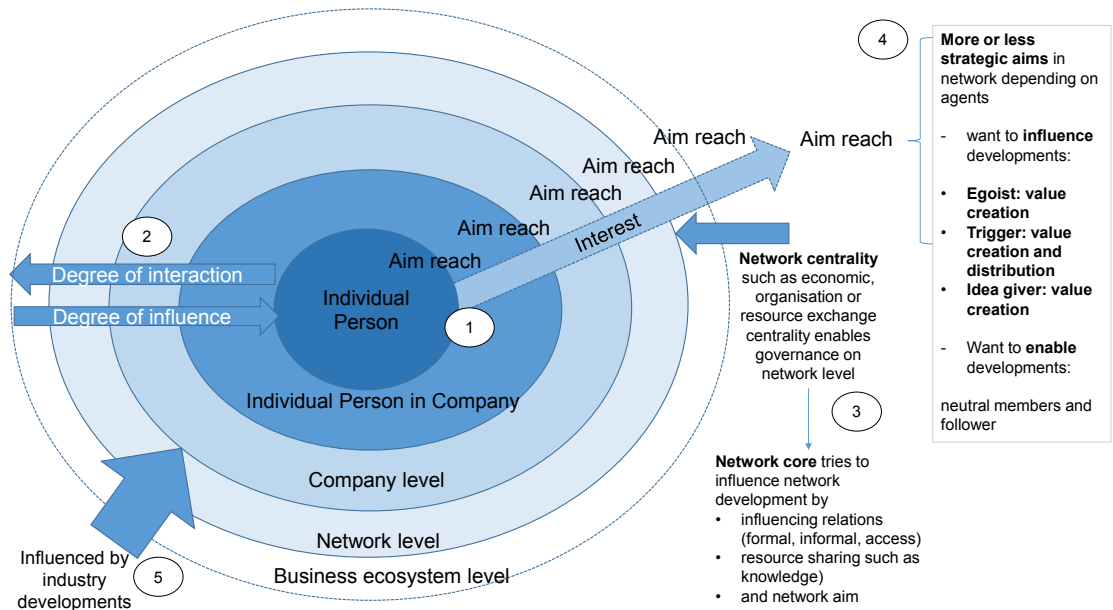 4
More or less
strategic aims in
network depending on
agents
- want to influence
developments:
• Egoist: value
creation
• Trigger: value
creation and
distribution
• Idea giver: value
creation
- Want to enable
developments:
neutral members and
follower
Aim reach
Aim reach
Aim reach
Aim reach
Aim reach
Aim reach
Interest
2
Degree of interaction
Degree of influence
Individual
Person
1
Individual Person in Company
Company level
Network level
Business ecosystem level
Network centrality
such as economic,
organisation or
resource exchange
centrality enables
governance on
network level
3
Network core tries to
influence network
development by
• influencing relations
(formal, informal, access)
• resource sharing such as
knowledge)
• and network aim
Influenced by
industry
developments
5